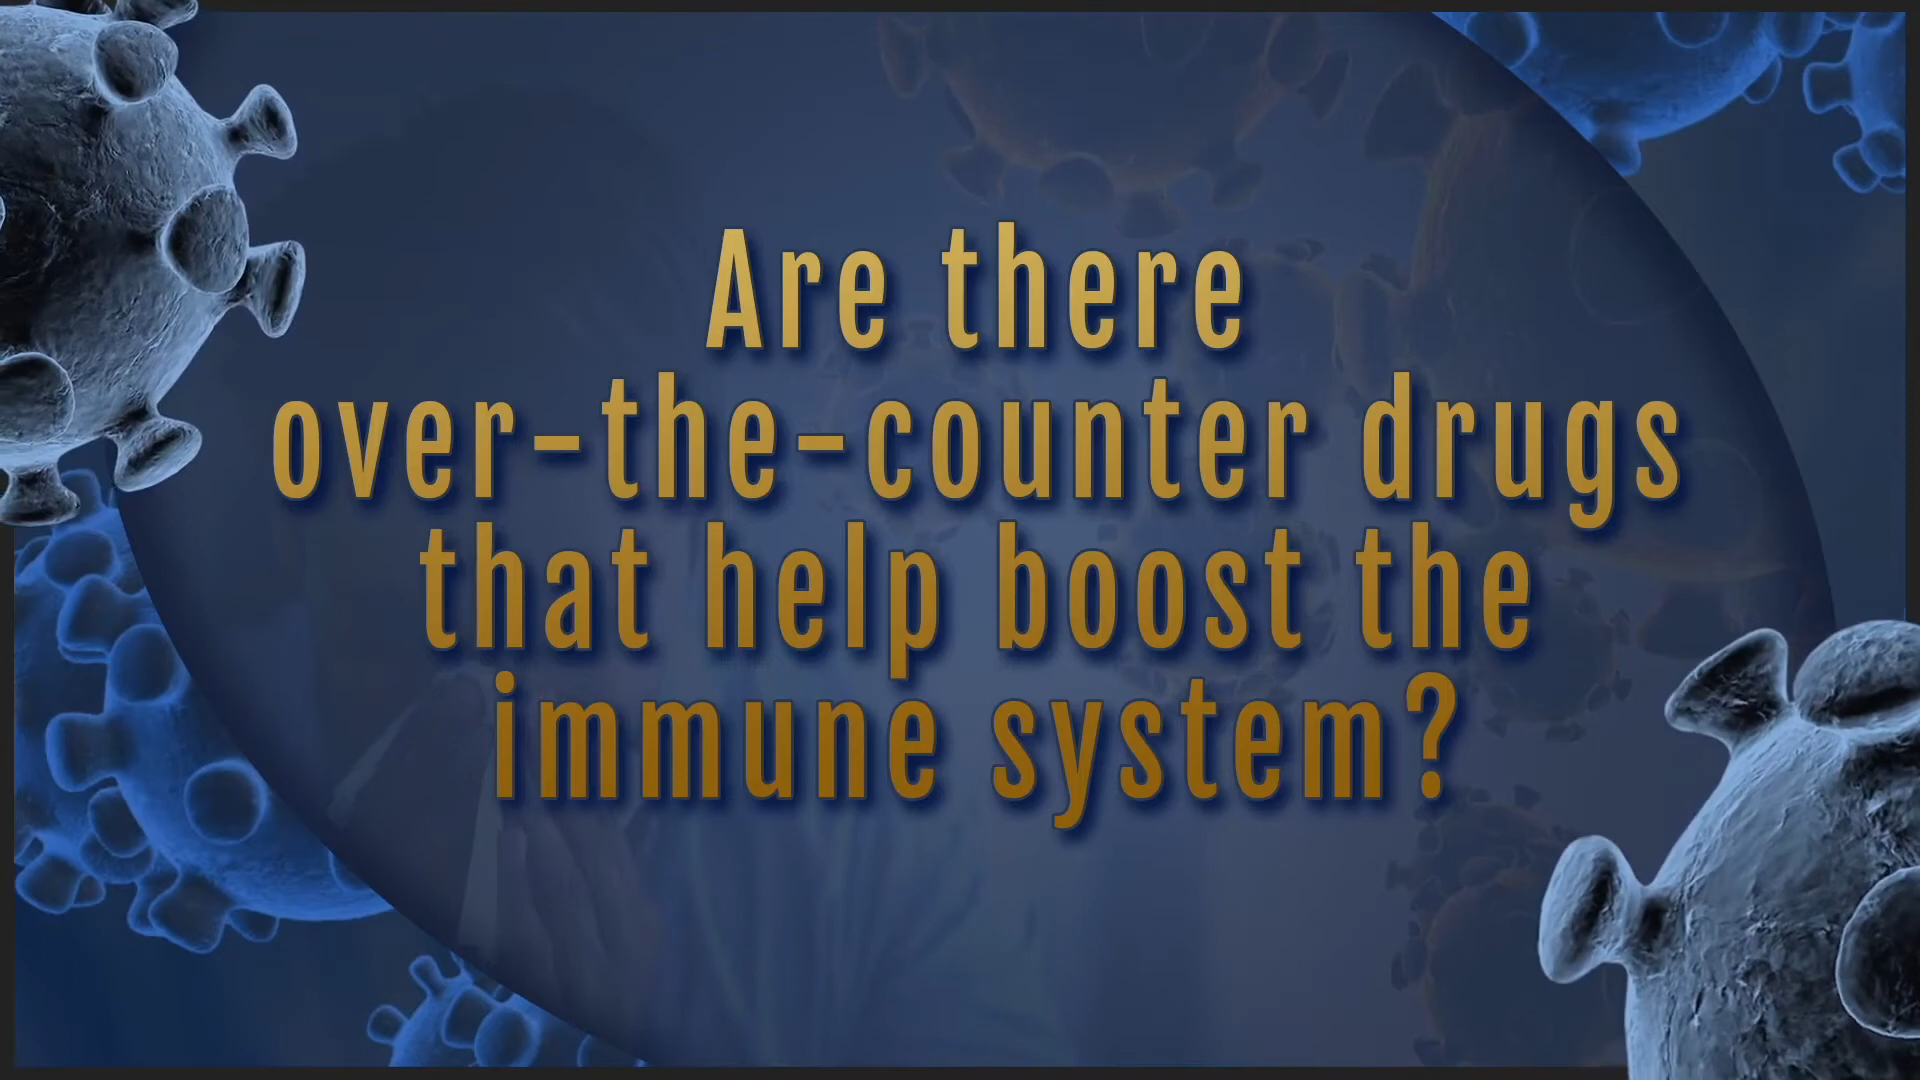 Are there
over-the-counter drugs
that help boost the
immune system?